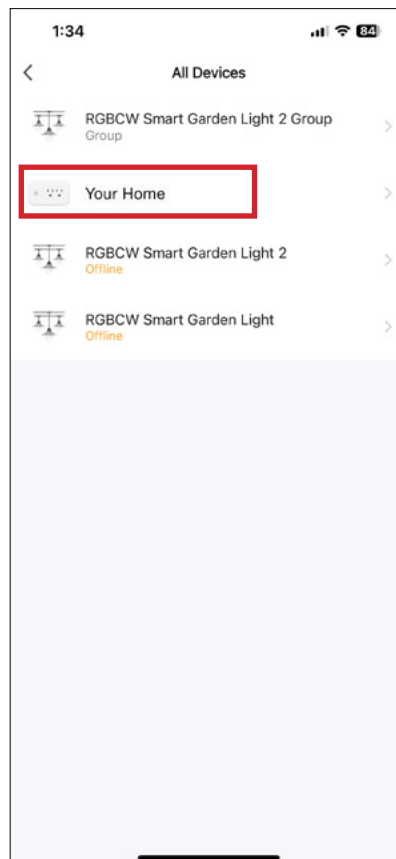 1:34
84
All Devices
RGBCW Smart Garden Light 2 Group
Group
Your Home
RGBCW Smart Garden Light 2
Offline
RGBCW Smart Garden Light
Offline